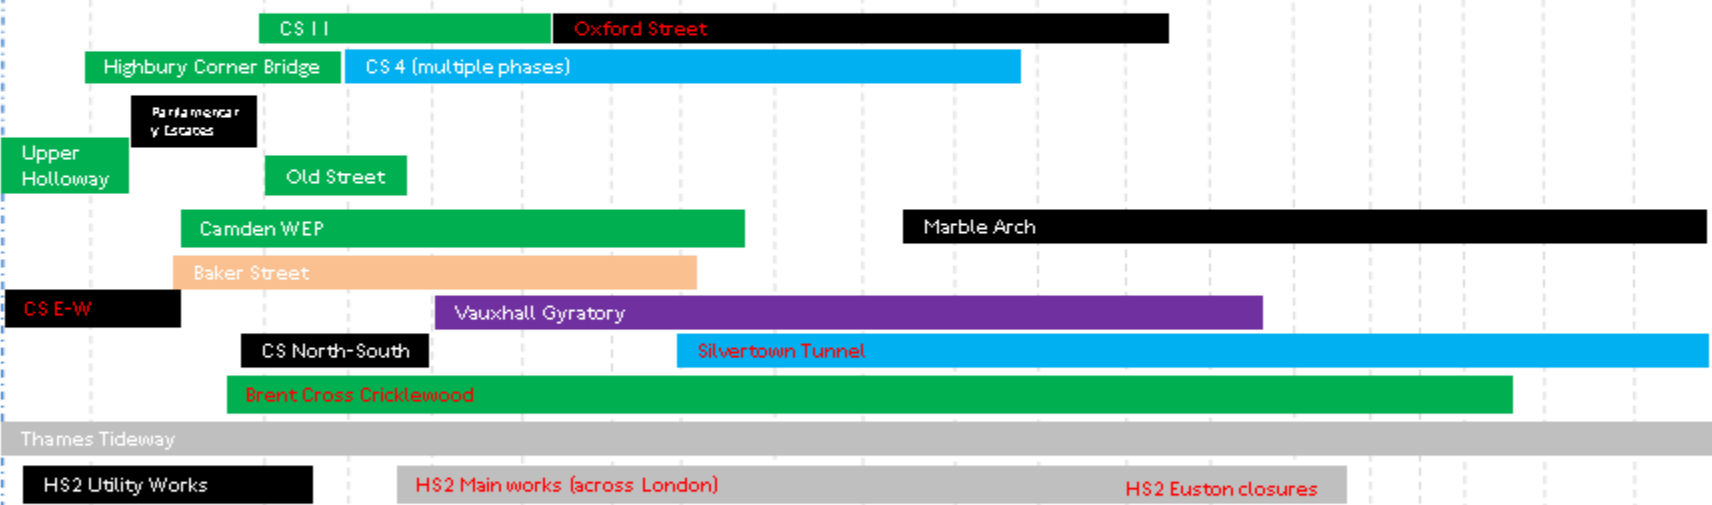 CS 11
Oxford Street
Highbury Corner Bridge
CS 4 (multiple phases)
Parliamentar
y Estates
Upper
Holloway
Old Street
Camden WEP
Marble Arch
Baker Street
CS E-W
Vauxhall Gyratory
CS North-South
Silvertown Tunnel
Brent Cross Cricklewood
Thames Tideway
HS2 Utility Works
HS2 Main works (across London)
HS2 Euston closures